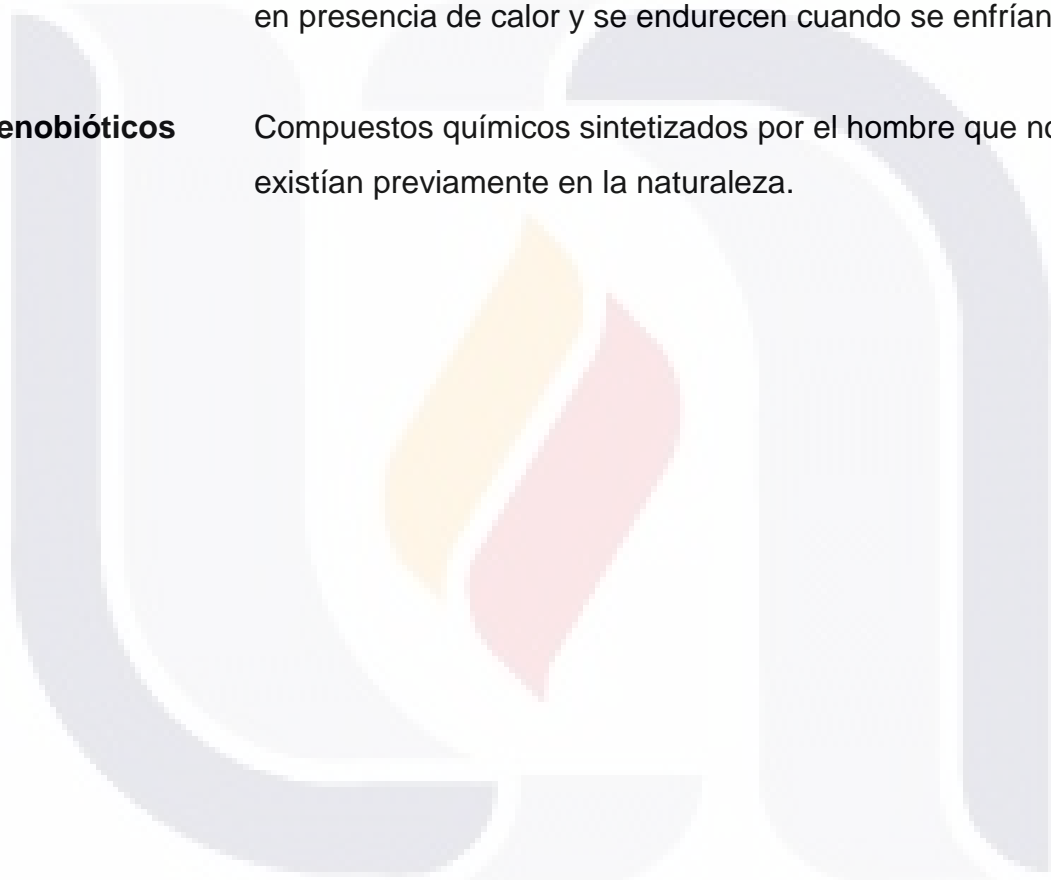 en presencia de calor y se endurecen cuando se enfrían
enobióticos Compuestos químicos sintetizados por el hombre que no
existían previamente en la naturaleza.